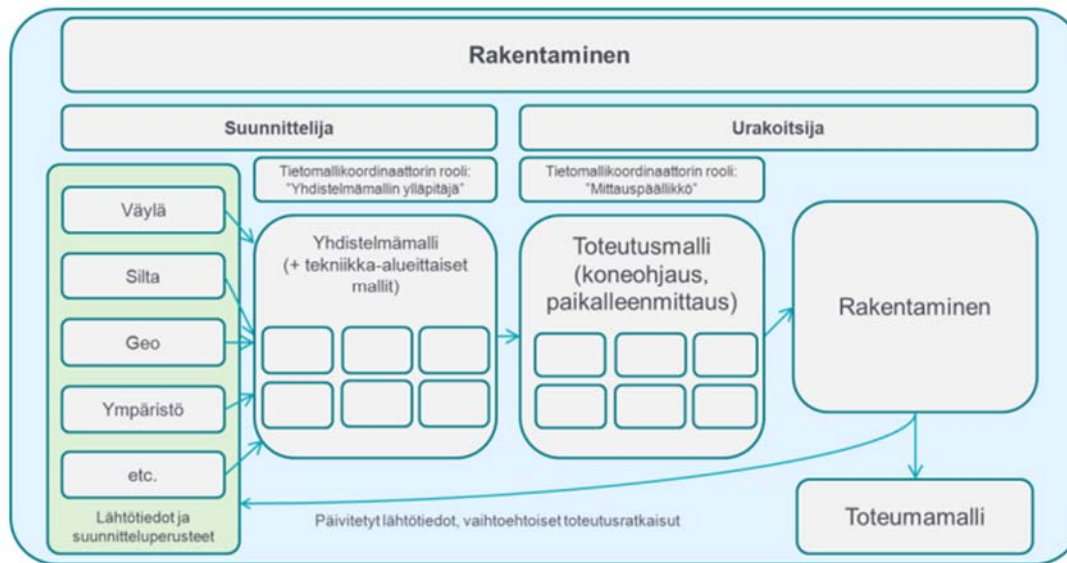 Rakentaminen
Suunnittelija
Urakoitsija
Tietomallikoordinaattorin rooli:
"Yhdistelmämallin ylläpitäjä"
Tietomallikoordinaattorin rooli:
"Mittauspäällikkö"
Väylä
Silta
Geo
Ympäristö
etc.
Lähtötiedot ja
suunnitteluperusteet
Yhdistelmämalli
(+ tekniikka-alueittaiset
mallit)
Toteutusmalli
(koneohjaus,
paikalleenmittaus)
Rakentaminen
Päivitetyt lähtötiedot, vaihtoehtoiset toteutusratkaisut
Toteumamalli